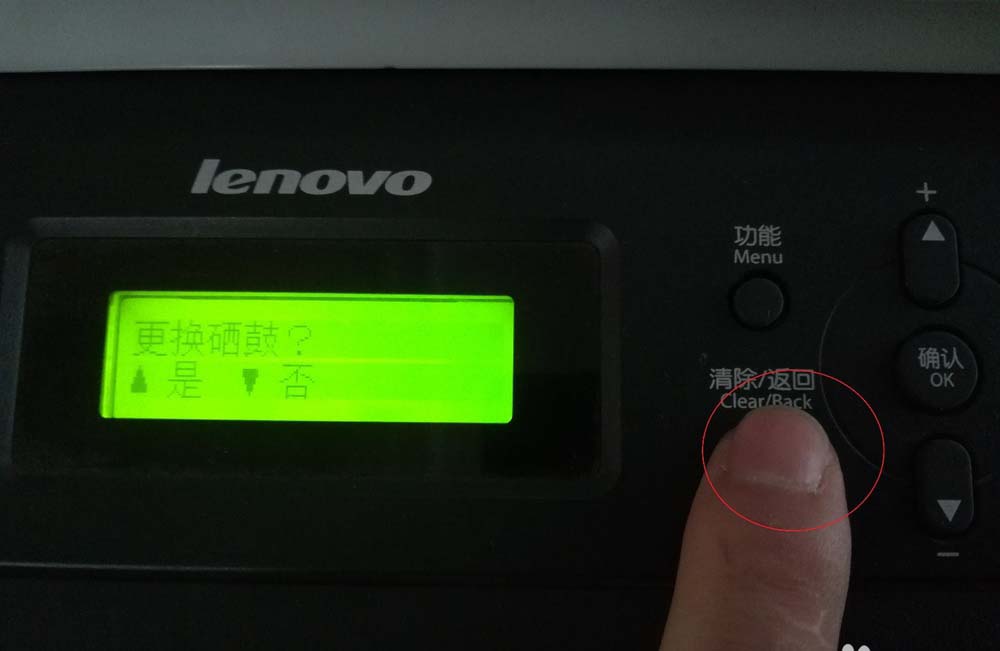 lenovo
更换硒鼓？
▲ 是 ▼ 否
功能
Menu
清除/返回
Clear/Back
+
▲
确认
OK
▼
−